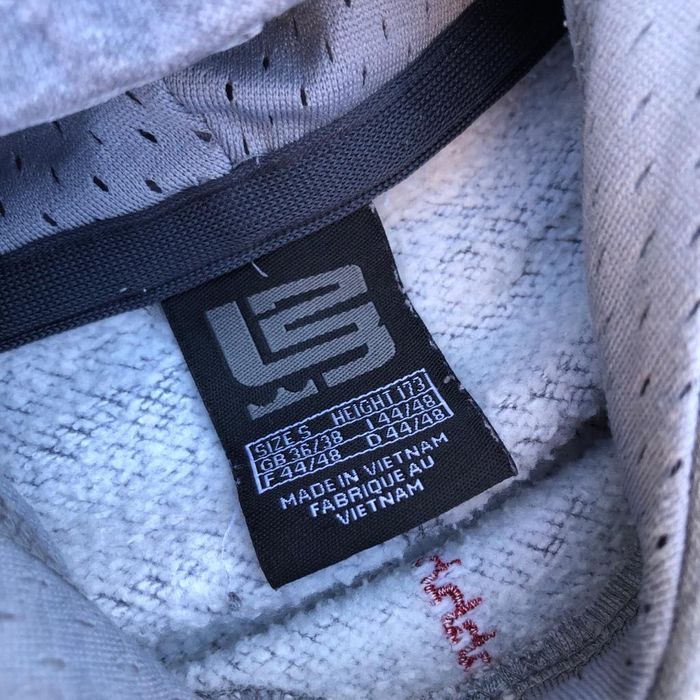 SIZE S HEIGHT 173
GB 36/38 I 44/48
F 44/48 D 44/48
MADE IN VIETNAM
FABRIQUE AU
VIETNAM